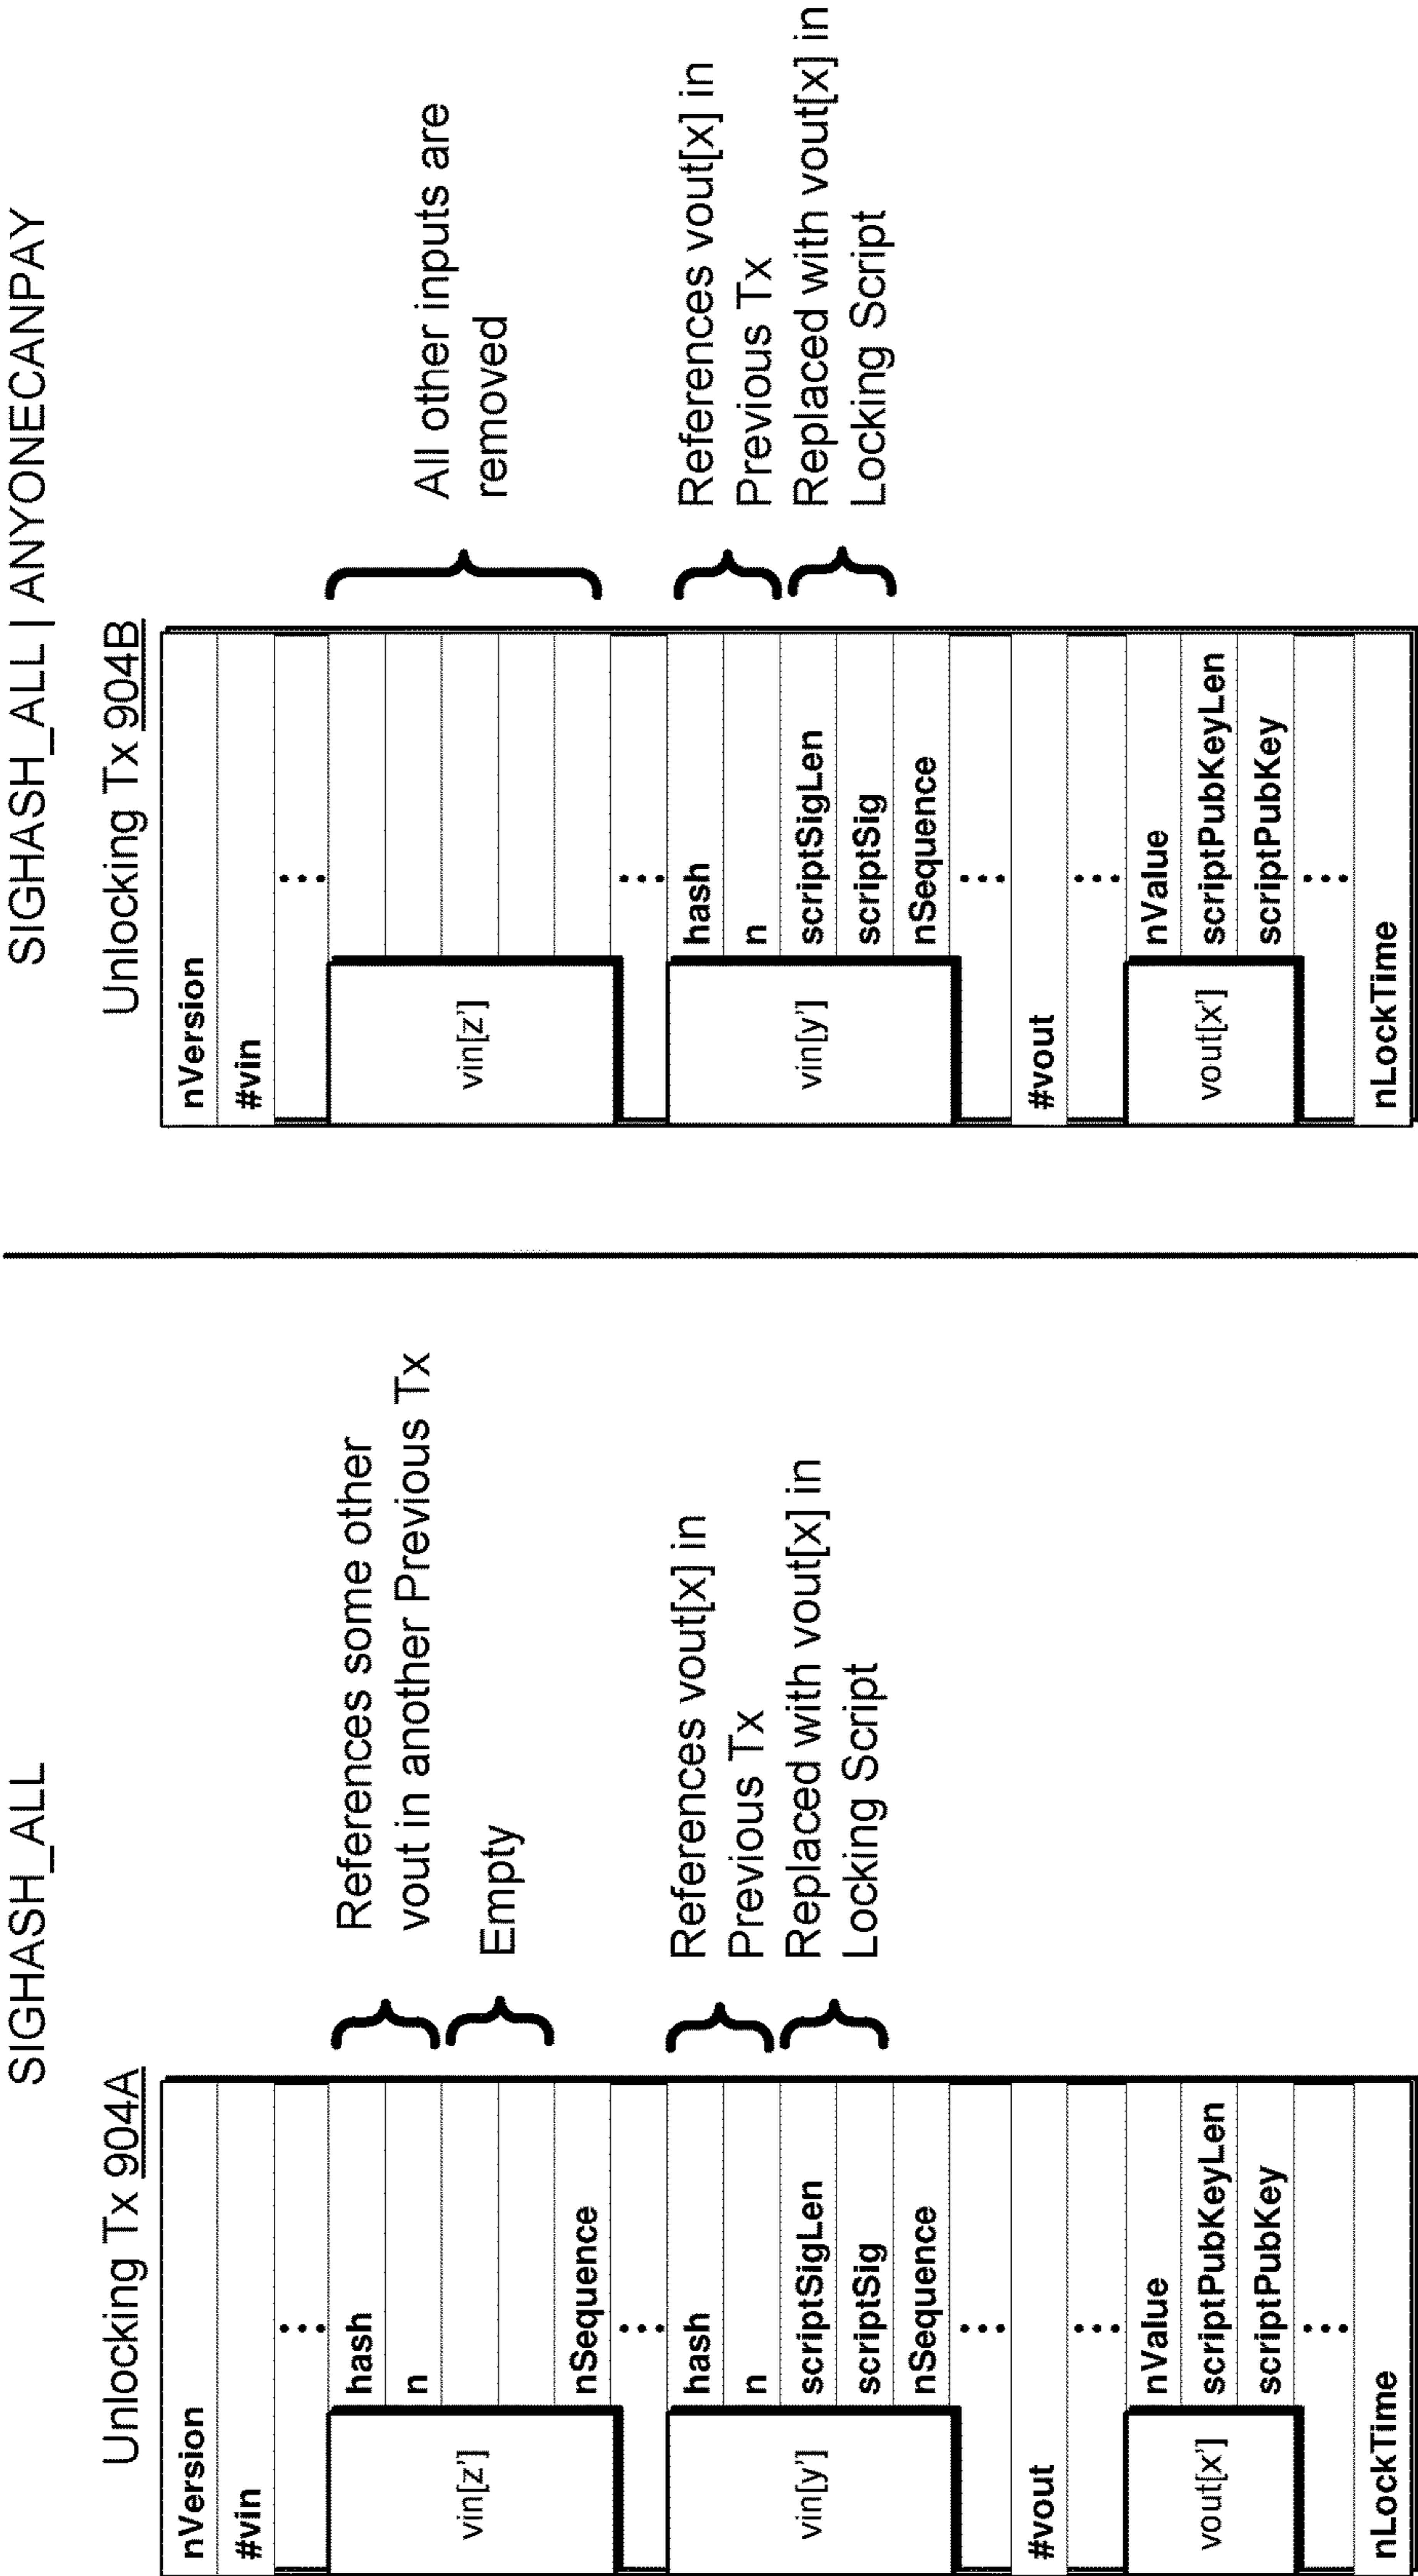 SIGHASH_ALL
Unlocking Tx 904A
nVersion
#vin
...
vin[z']
hash
n
nSequence
References some other
vout in another Previous Tx
Empty
...
vin[y']
hash
n
scriptSigLen
scriptSig
nSequence
References vout[x] in
Previous Tx
Replaced with vout[x] in
Locking Script
...
#vout
...
vout[x']
nValue
scriptPubKeyLen
scriptPubKey
...
nLockTime
SIGHASH_ALL | ANYONECANPAY
Unlocking Tx 904B
nVersion
#vin
...
vin[z']
All other inputs are
removed
...
vin[y']
hash
n
scriptSigLen
scriptSig
nSequence
References vout[x] in
Previous Tx
Replaced with vout[x] in
Locking Script
...
#vout
...
vout[x']
nValue
scriptPubKeyLen
scriptPubKey
...
nLockTime